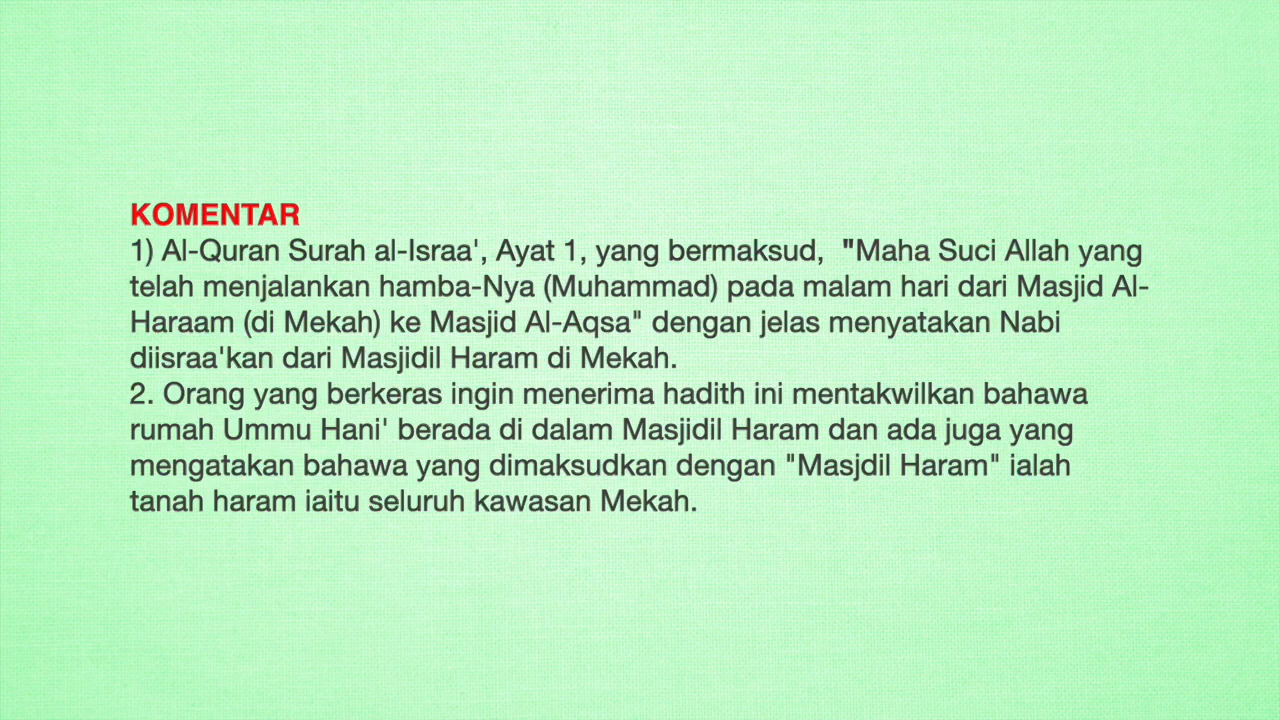 KOMENTAR
1) Al-Quran Surah al-Israa', Ayat 1, yang bermaksud,  "Maha Suci Allah yang
telah menjalankan hamba-Nya (Muhammad) pada malam hari dari Masjid Al-
Haraam (di Mekah) ke Masjid Al-Aqsa" dengan jelas menyatakan Nabi
diisraa'kan dari Masjidil Haram di Mekah.
2. Orang yang berkeras ingin menerima hadith ini mentakwilkan bahawa
rumah Ummu Hani' berada di dalam Masjidil Haram dan ada juga yang
mengatakan bahawa yang dimaksudkan dengan "Masjdil Haram" ialah
tanah haram iaitu seluruh kawasan Mekah.